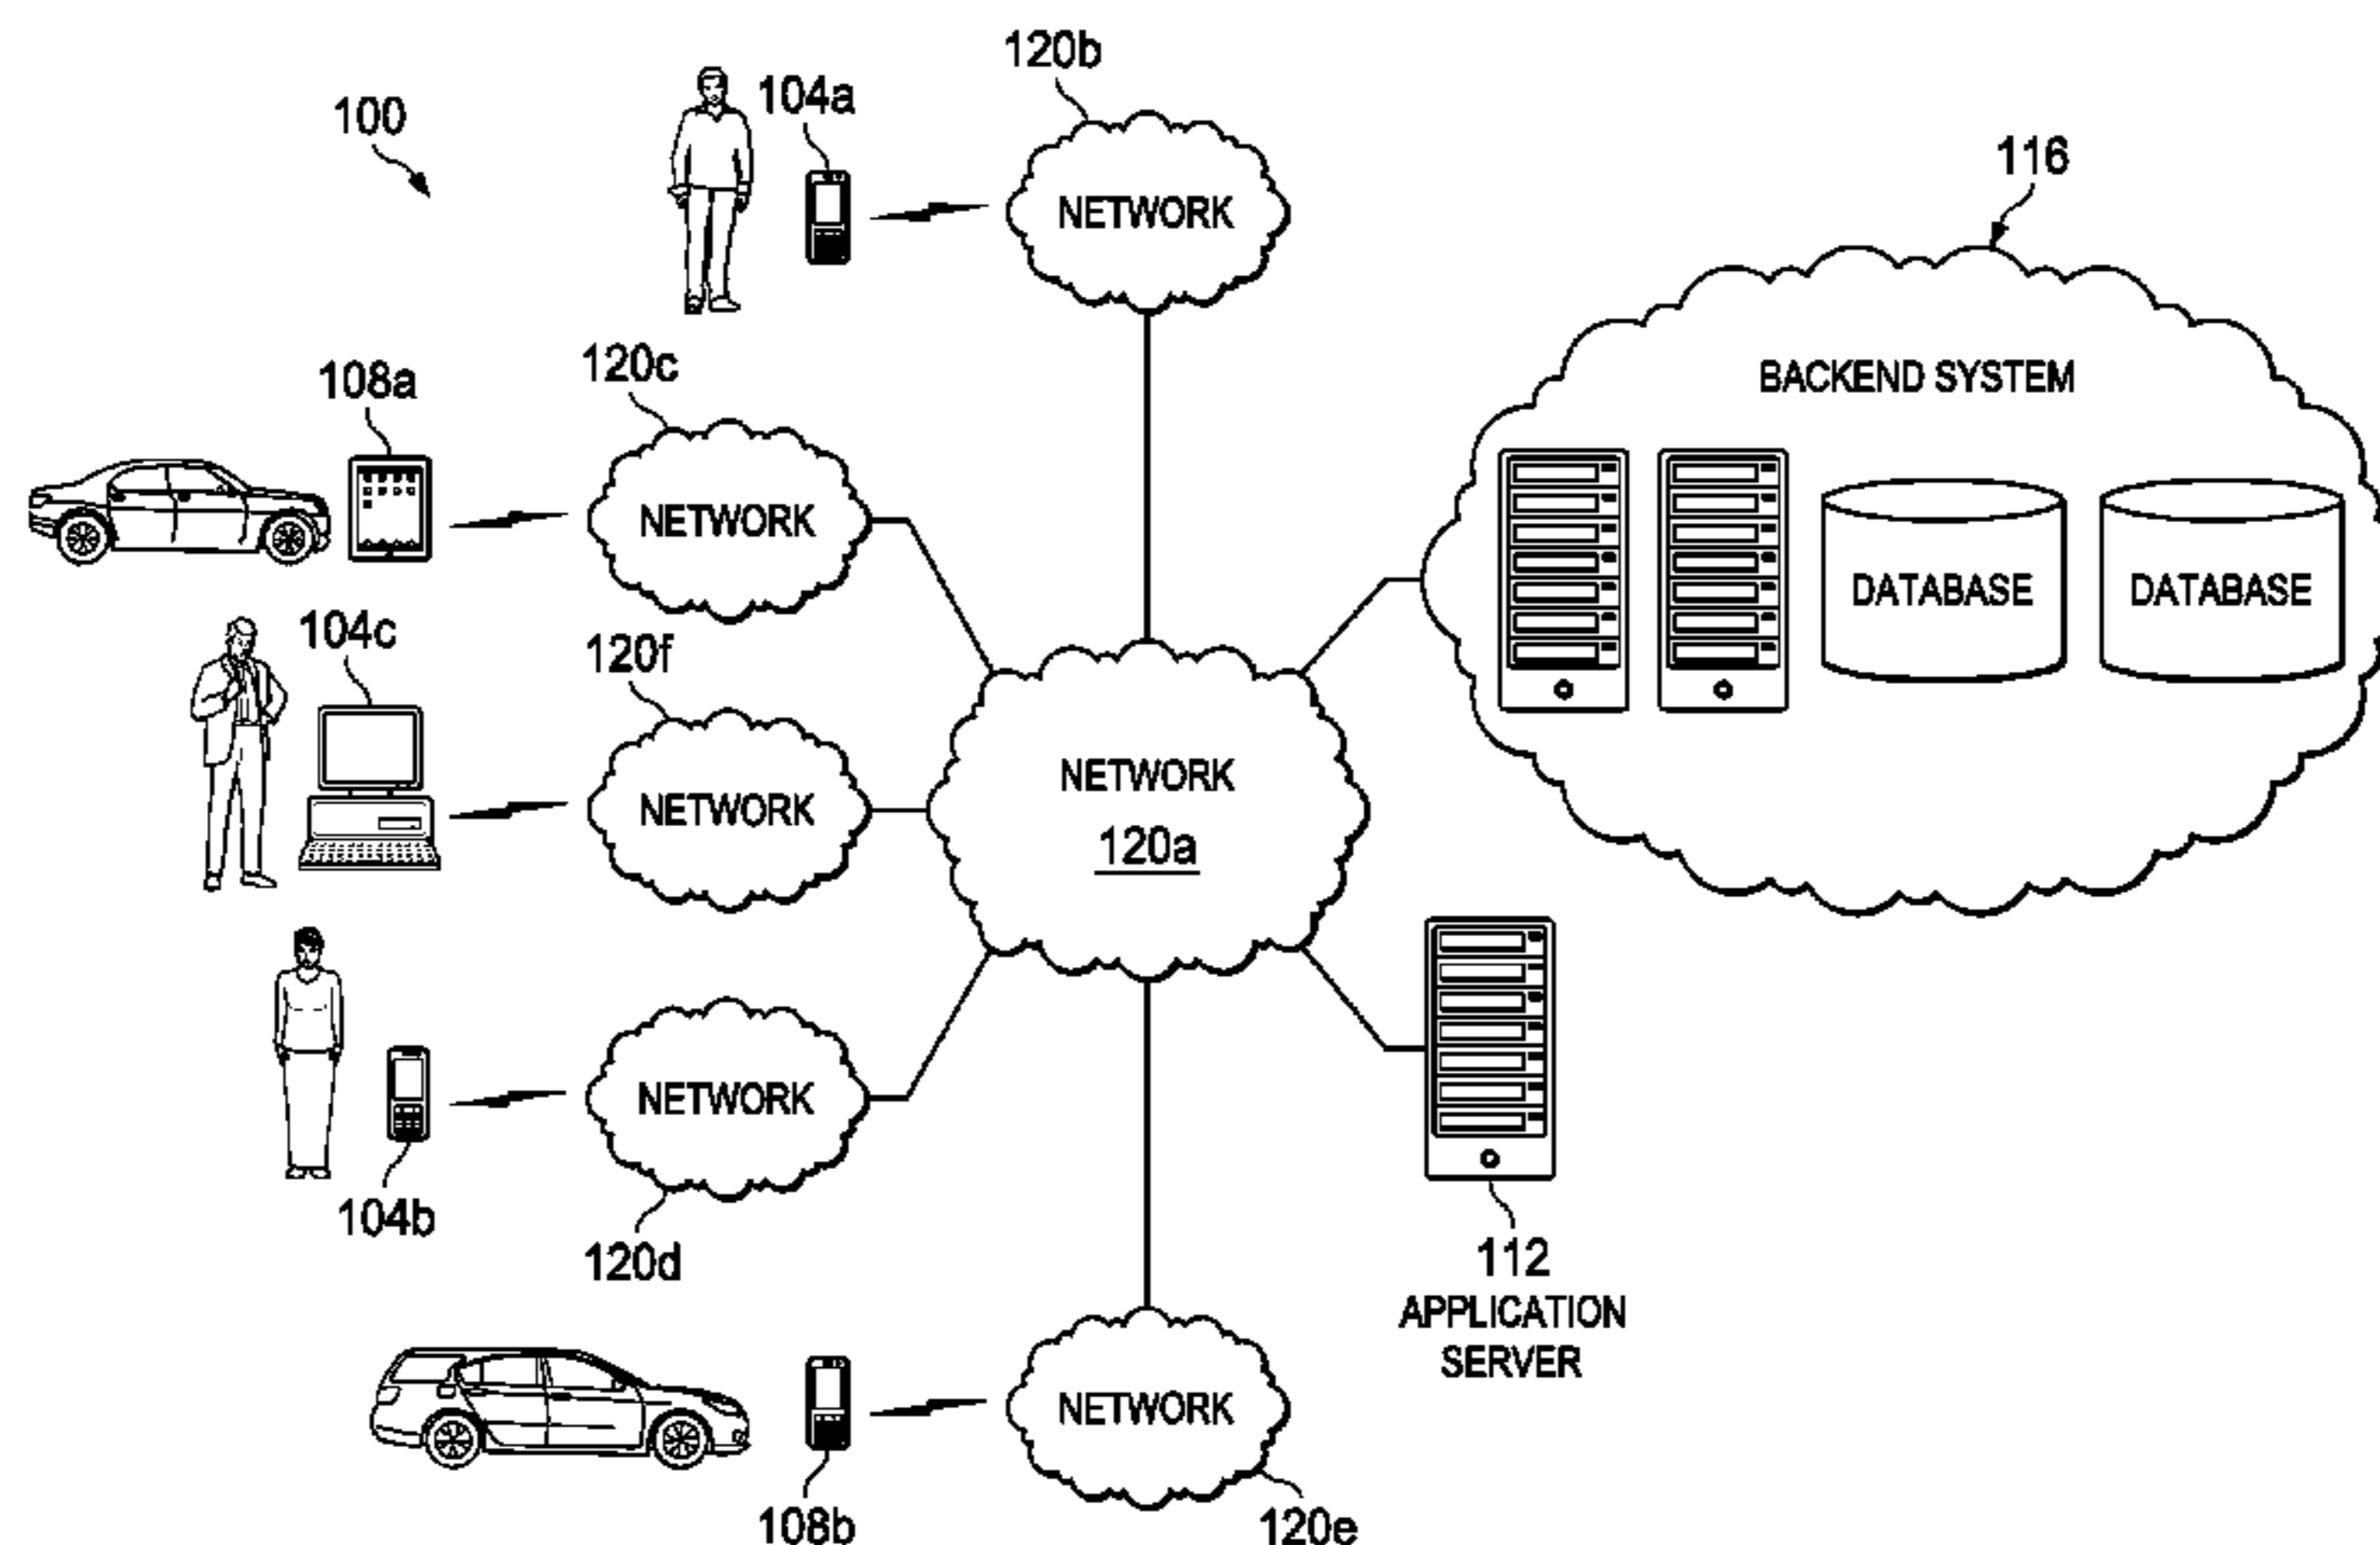 120b
104a
100
116
NETWORK
120c
108a
BACKEND SYSTEM
NETWORK
DATABASE
DATABASE
104c
120f
NETWORK
120a
NETWORK
NETWORK
104b
120d
112
APPLICATION
SERVER
NETWORK
108b
120e